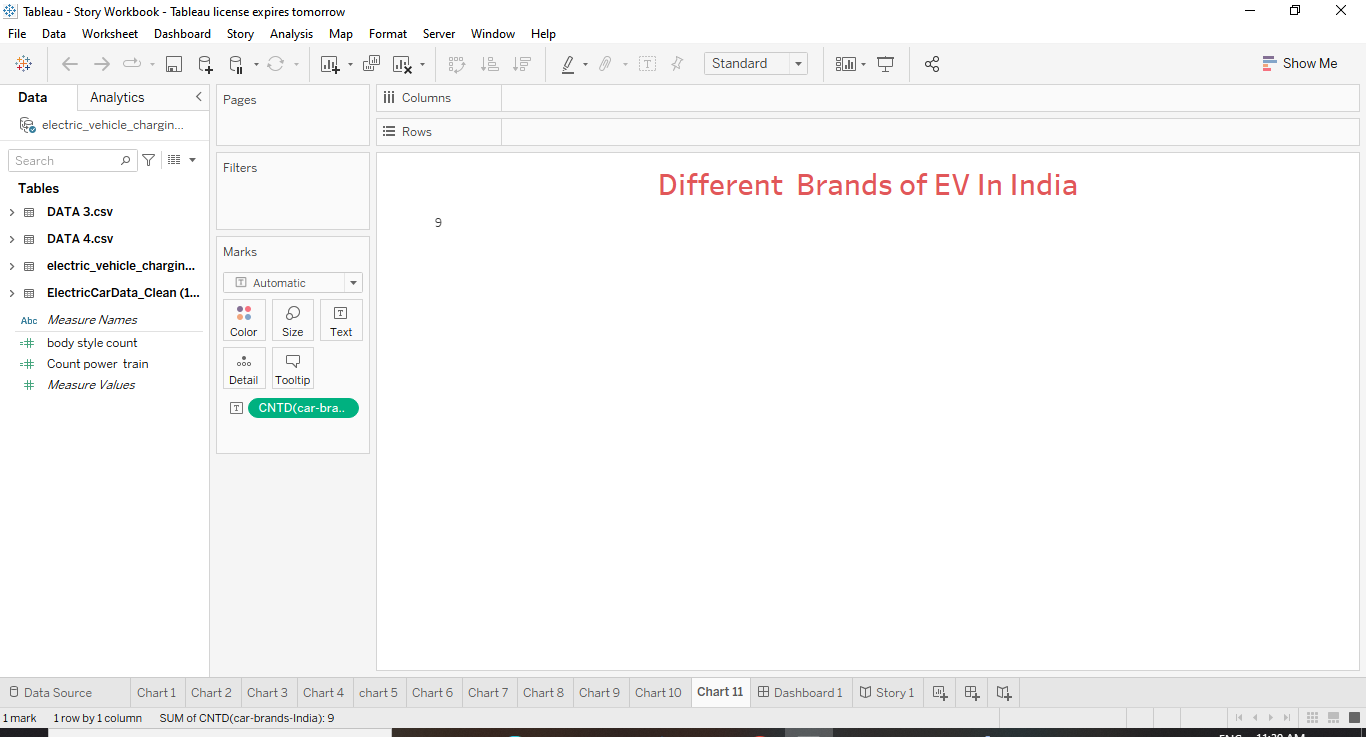 Tableau - Story Workbook - Tableau license expires tomorrow
File Data Worksheet Dashboard Story Analysis Map Format Server Window Help
Standard
Show Me
Data Analytics
electric_vehicle_chargin...
Search
Tables
DATA 3.csv
DATA 4.csv
electric_vehicle_chargin...
ElectricCarData_Clean (1...
Abc Measure Names
body style count
Count power train
Measure Values
Pages
Filters
Marks
Automatic
Color Size Text
Detail Tooltip
CNTD(car-bra..
Columns
Rows
Different Brands of EV In India
9
Data Source Chart 1 Chart 2 Chart 3 Chart 4 chart 5 Chart 6 Chart 7 Chart 8 Chart 9 Chart 10 Chart 11 Dashboard 1 Story 1
1 mark 1 row by 1 column SUM of CNTD(car-brands-India): 9